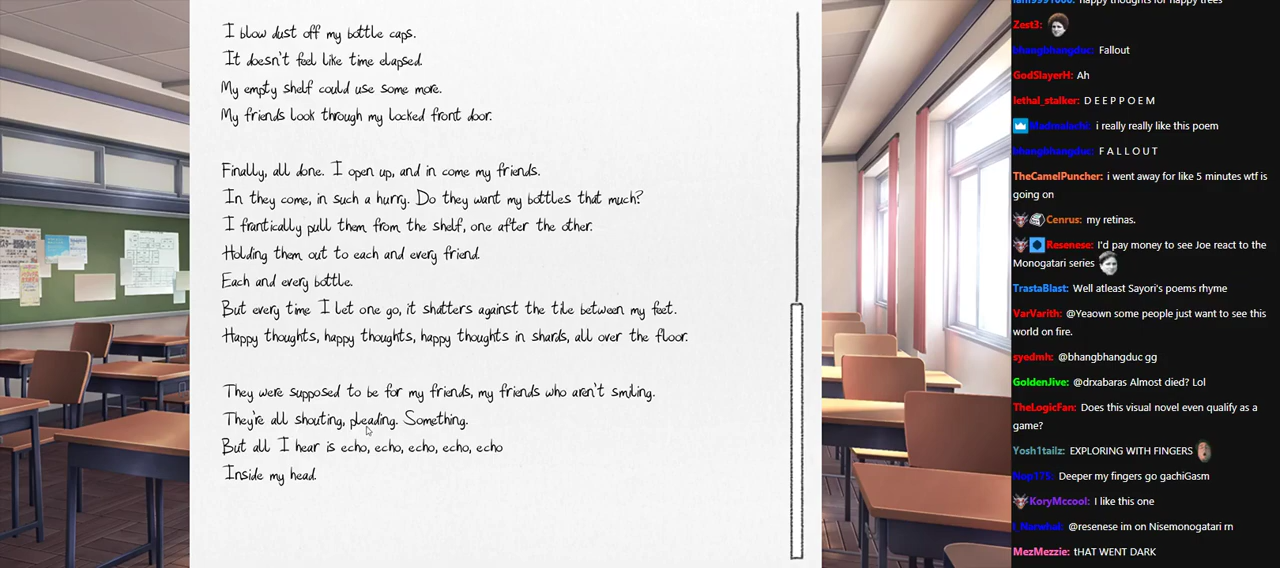 I blow dust off my bottle caps.
It doesn't feel like time elapsed.
My empty shelf could use some more.
My friends look through my locked front door.
Finally, all done. I open up, and in come my friends.
In they come, in such a hurry. Do they want my bottles that much?
I frantically pull them from the shelf, one after the other.
Holding them out to each and every friend.
Each and every bottle.
But every time I let one go, it shatters against the tile between my feet.
Happy thoughts, happy thoughts, happy thoughts in shards, all over the floor.
They were supposed to be for my friends, my friends who aren't smiling.
They're all shouting, pleading. Something.
But all I hear is echo, echo, echo, echo, echo
Inside my head.
happy thoughts for happy trees
Zest3:
bhangbhangduc: Fallout
GodSlayerH: Ah
lethal_stalker: D E E P P O E M
i really really like this poem
bhangbhangduc: F A L L O U T
TheCamelPuncher: i went away for like 5 minutes wtf is
going on
Cenrus: my retinas.
Resenese: I'd pay money to see Joe react to the
Monogatari series
TrastaBlast: Well atleast Sayori's poems rhyme
VarVarith: @Yeaown some people just want to see this
world on fire.
syedmh: @bhangbhangduc gg
GoldenJive: @drxabaras Almost died? Lol
TheLogicFan: Does this visual novel even qualify as a
game?
Yosh1tailz: EXPLORING WITH FINGERS
Nop175: Deeper my fingers go gachiGasm
KoryMccool: I like this one
I_Narwhal: @resenese im on Nisemonogatari rn
MezMezzie: tHAT WENT DARK